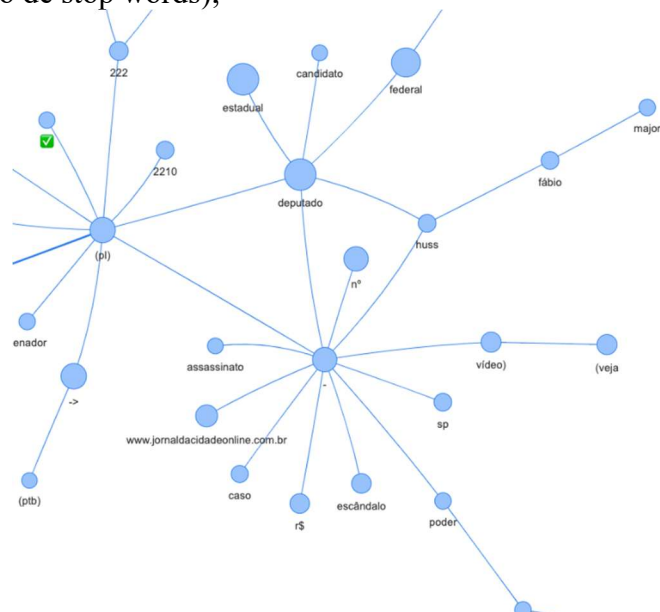 o de stop words);
222
candidato
estadual
federal
✅
2210
major
fábio
deputado
(pl)
huss
nº
enador
assassinato
vídeo)
(veja
-
->
sp
www.jornaldacidadeonline.com.br
caso
(ptb)
escândalo
r$
poder